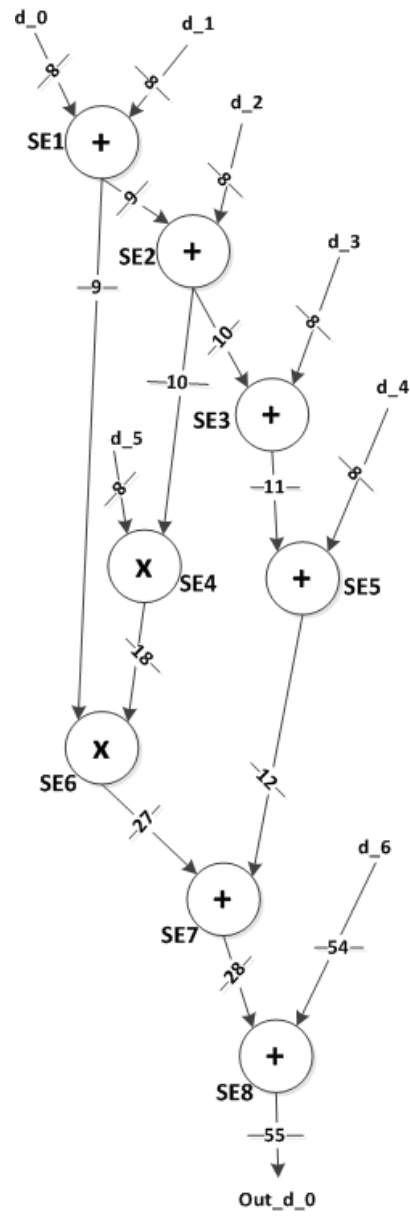 d_0
d_1
8
8
SE1
+
d_2
9
8
SE2
+
d_3
9
10
8
10
d_4
SE3
+
d_5
8
11
8
x
SE4
+
SE5
18
x
SE6
12
27
d_6
+
SE7
54
28
+
SE8
55
Out_d_0